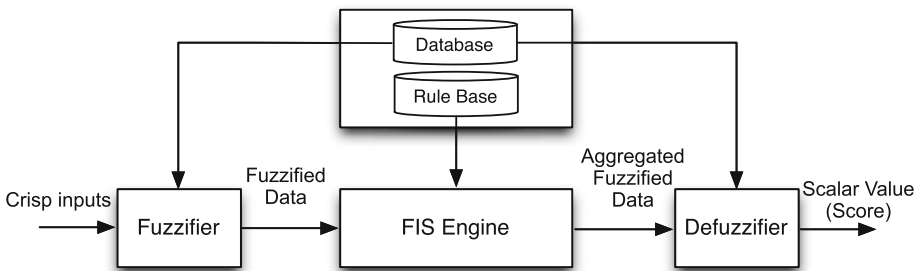 Database
Rule Base
Crisp inputs
Fuzzifier
Fuzzified
Data
FIS Engine
Aggregated
Fuzzified
Data
Defuzzifier
Scalar Value
(Score)